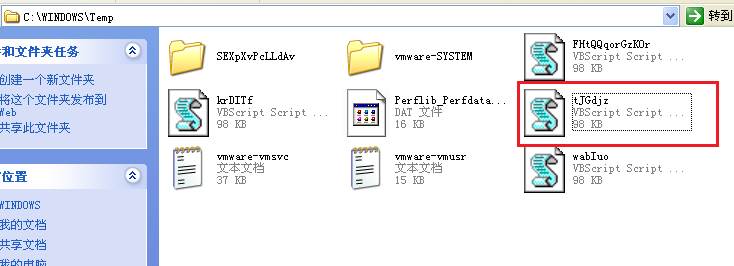 C:\WINDOWS\Temp
转到
件和文件夹任务
创建一个新文件夹
将这个文件夹发布到
Web
共享此文件夹
位置
WINDOWS
我的文档
共享文档
我的电脑
SEXpXvPcLLdAv
vmware-SYSTEM
FHtQQqorGzKOr
VBScript Script ...
98 KB
krDITf
VBScript Script ...
98 KB
Perflib_Perfdata...
DAT 文件
16 KB
tJGdjz
VBScript Script ...
98 KB
vmware-vmsvc
文本文档
37 KB
vmware-vmusr
文本文档
15 KB
wabIuo
VBScript Script ...
98 KB